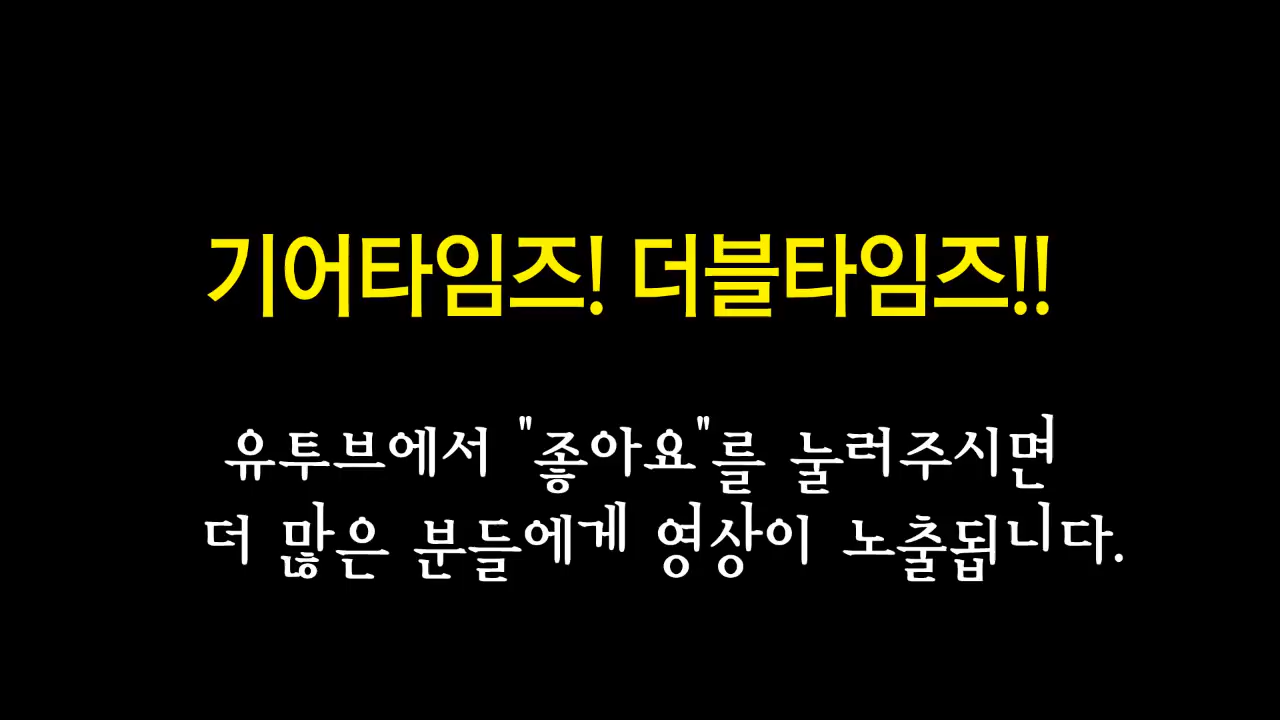 기어타임즈! 더블타임즈!!
유투브에서 "좋아요"를 눌러주시면
더 많은 분들에게 영상이 노출됩니다.